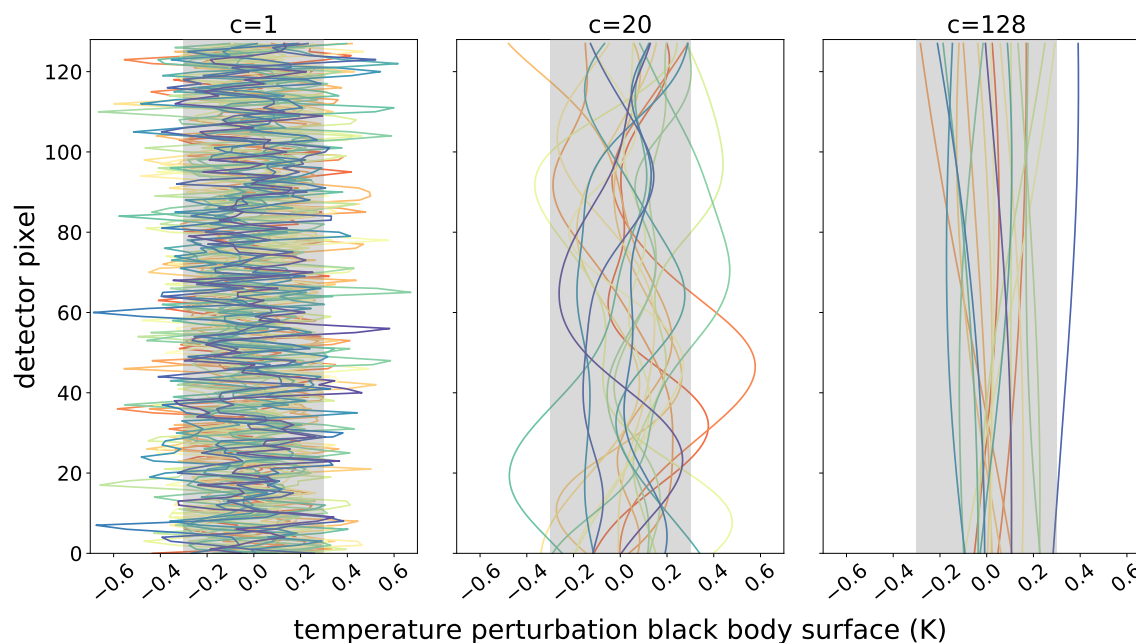 c=1
c=20
c=128
120
100
80
60
40
20
0
detector pixel
−0.6 −0.4 −0.2 0.0 0.2 0.4 0.6
−0.6 −0.4 −0.2 0.0 0.2 0.4 0.6
−0.6 −0.4 −0.2 0.0 0.2 0.4 0.6
temperature perturbation black body surface (K)